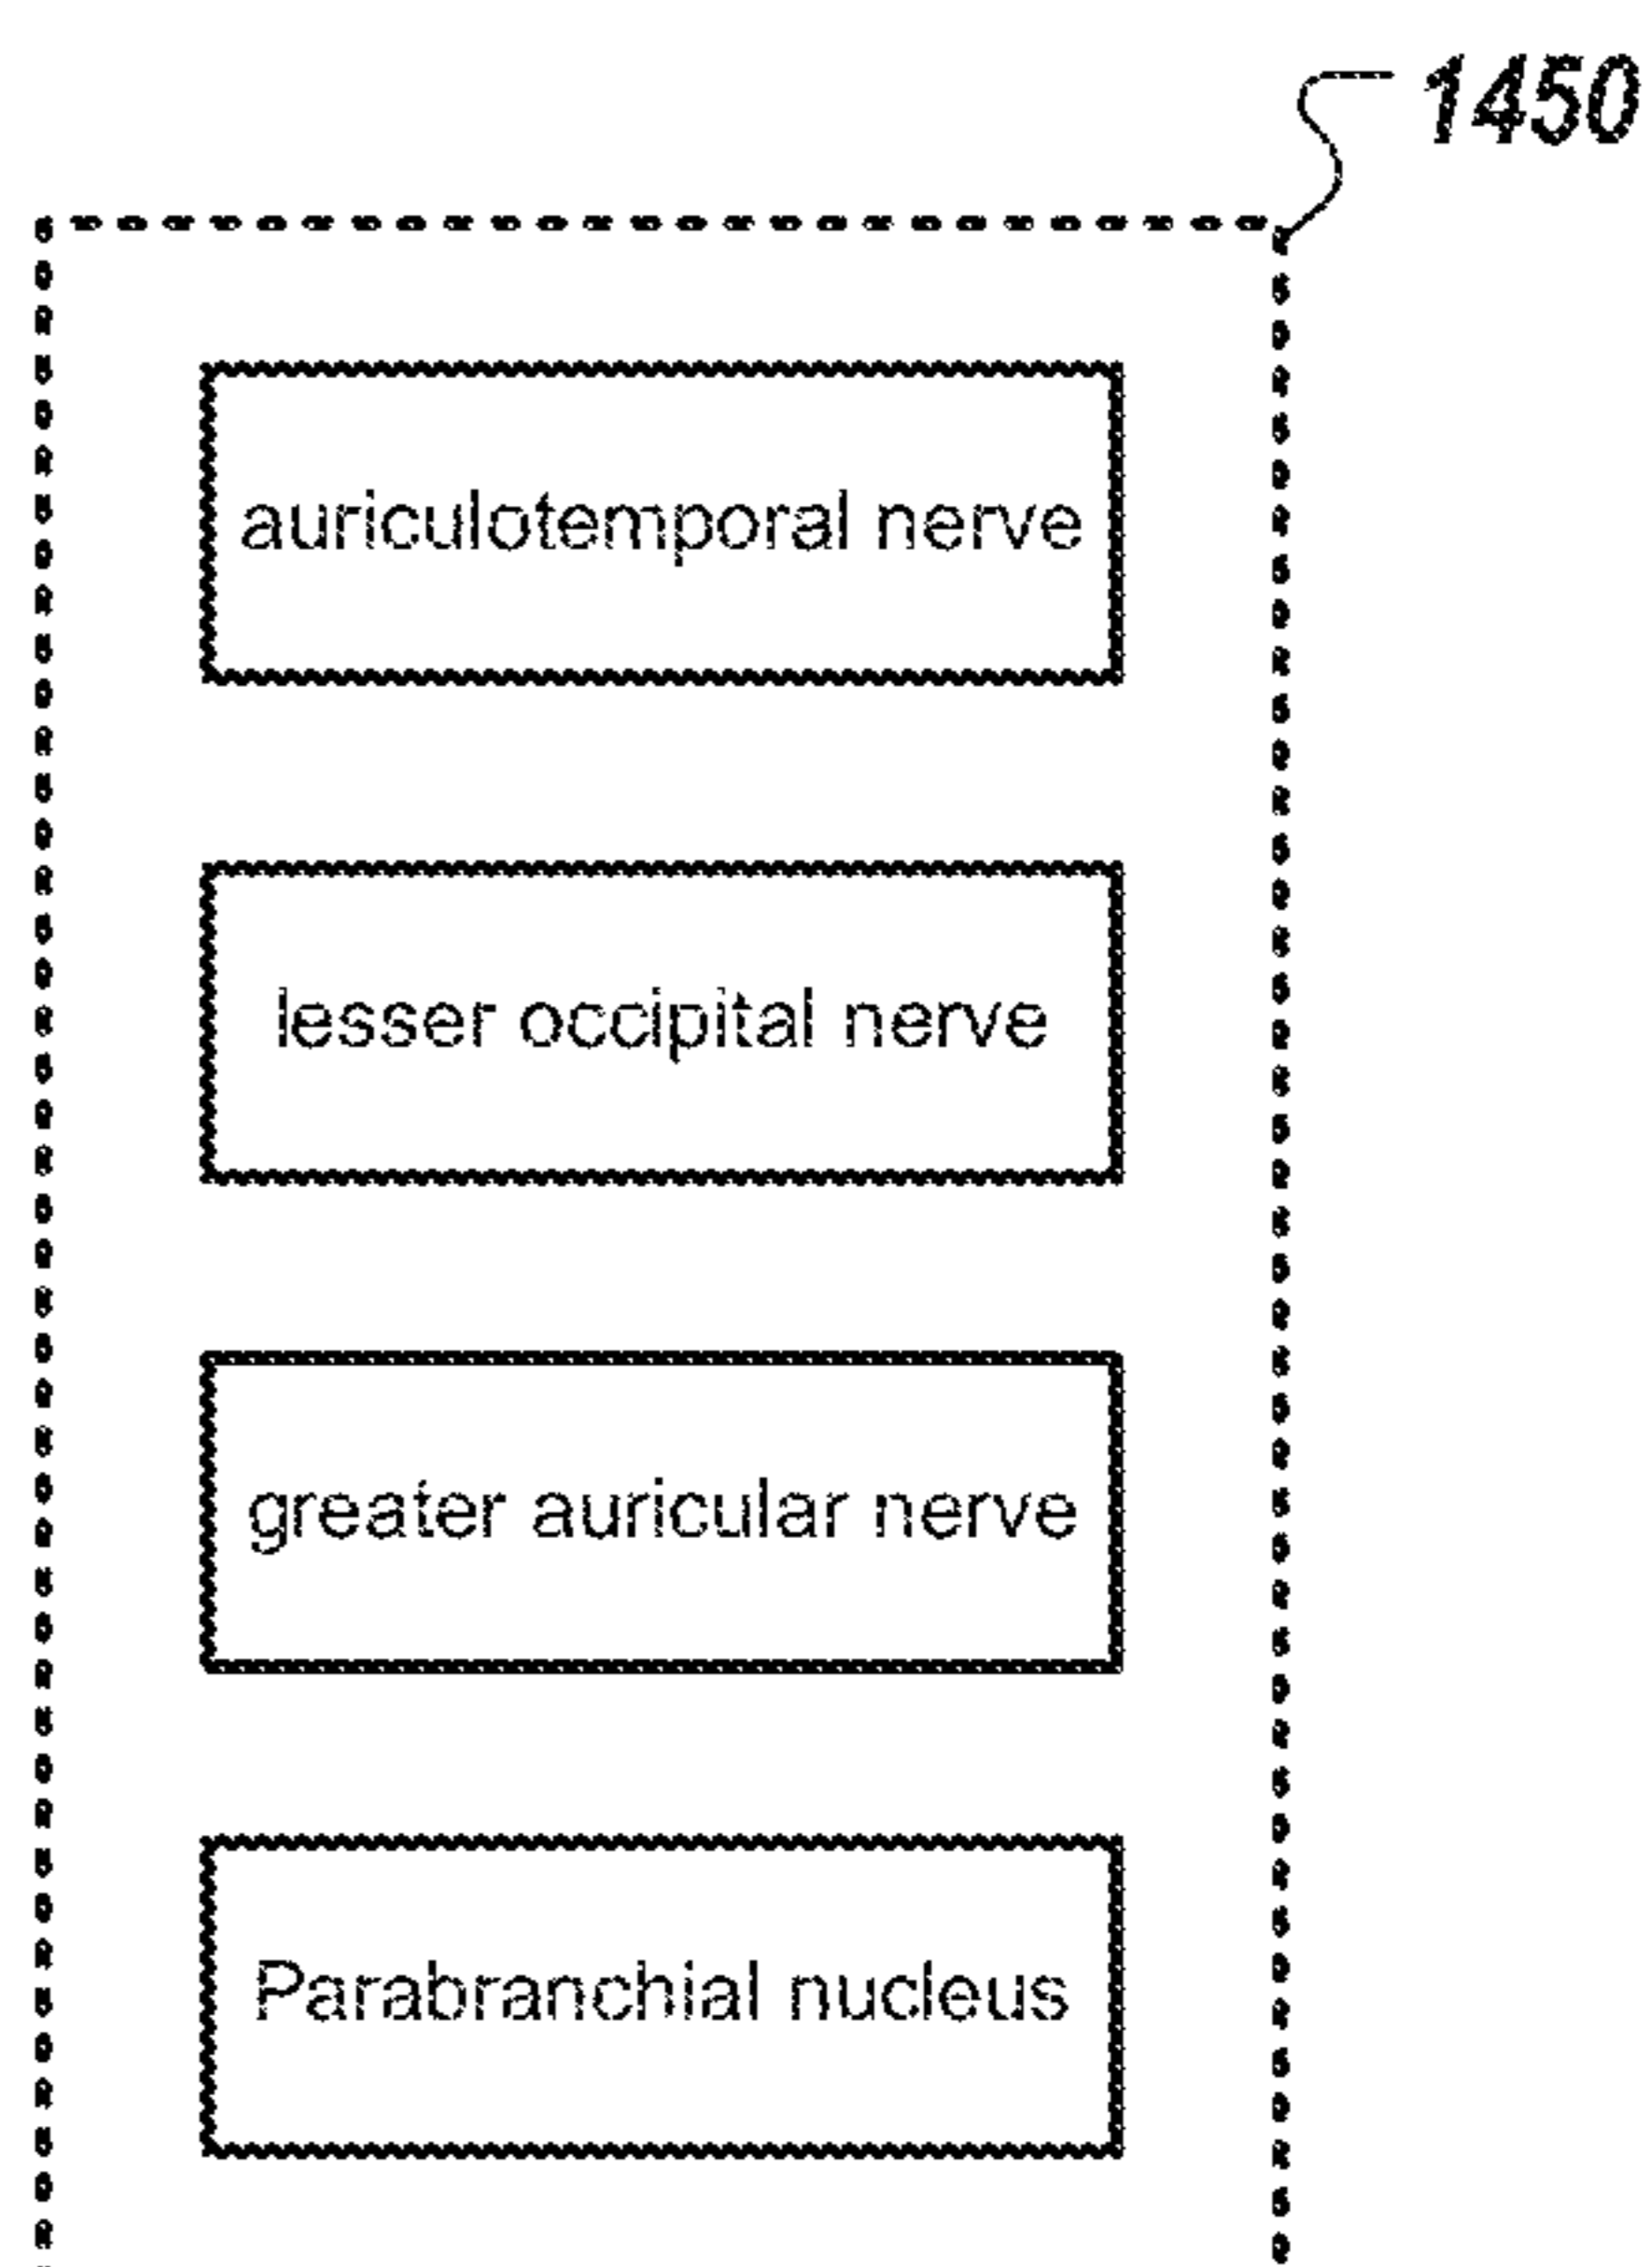 1450
auriculotemporal nerve
lesser occipital nerve
greater auricular nerve
Parabranchial nucleus